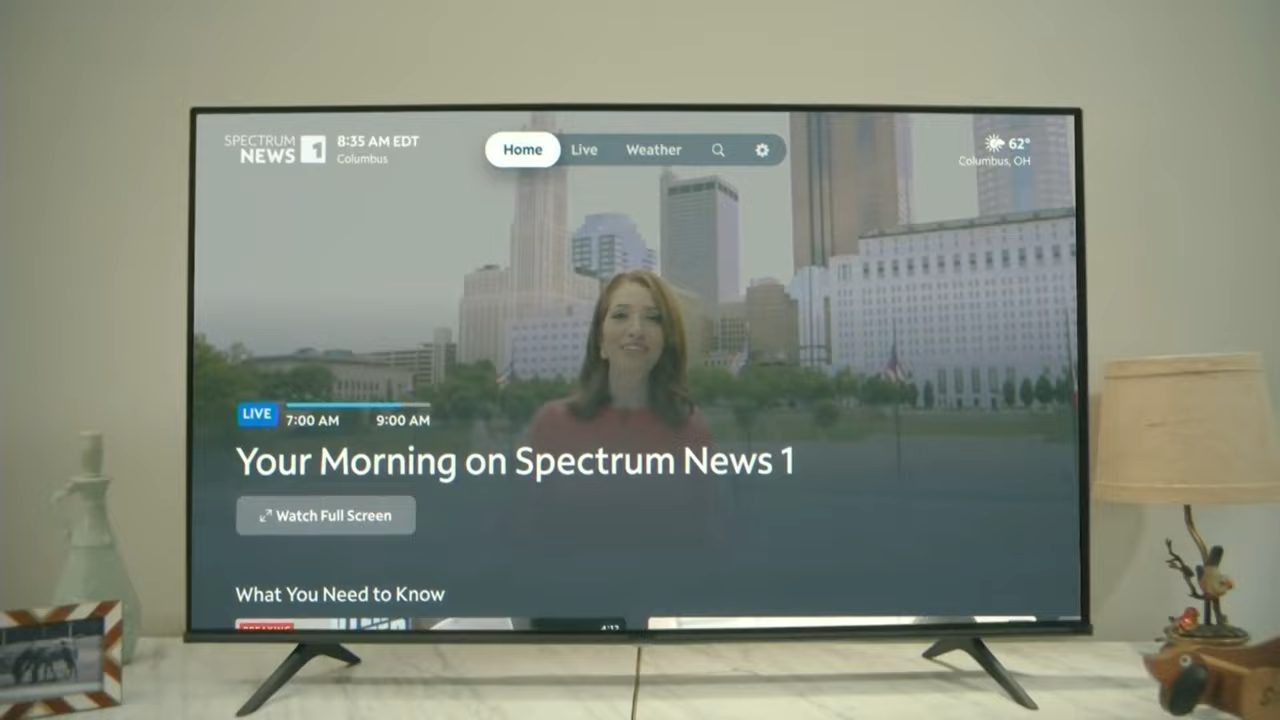 SPECTRUM
NEWS 1
8:35 AM EDT
Columbus
Home
Live
Weather
62°
Columbus, OH
LIVE
7:00 AM
9:00 AM
Your Morning on Spectrum News 1
Watch Full Screen
What You Need to Know
BREAKING